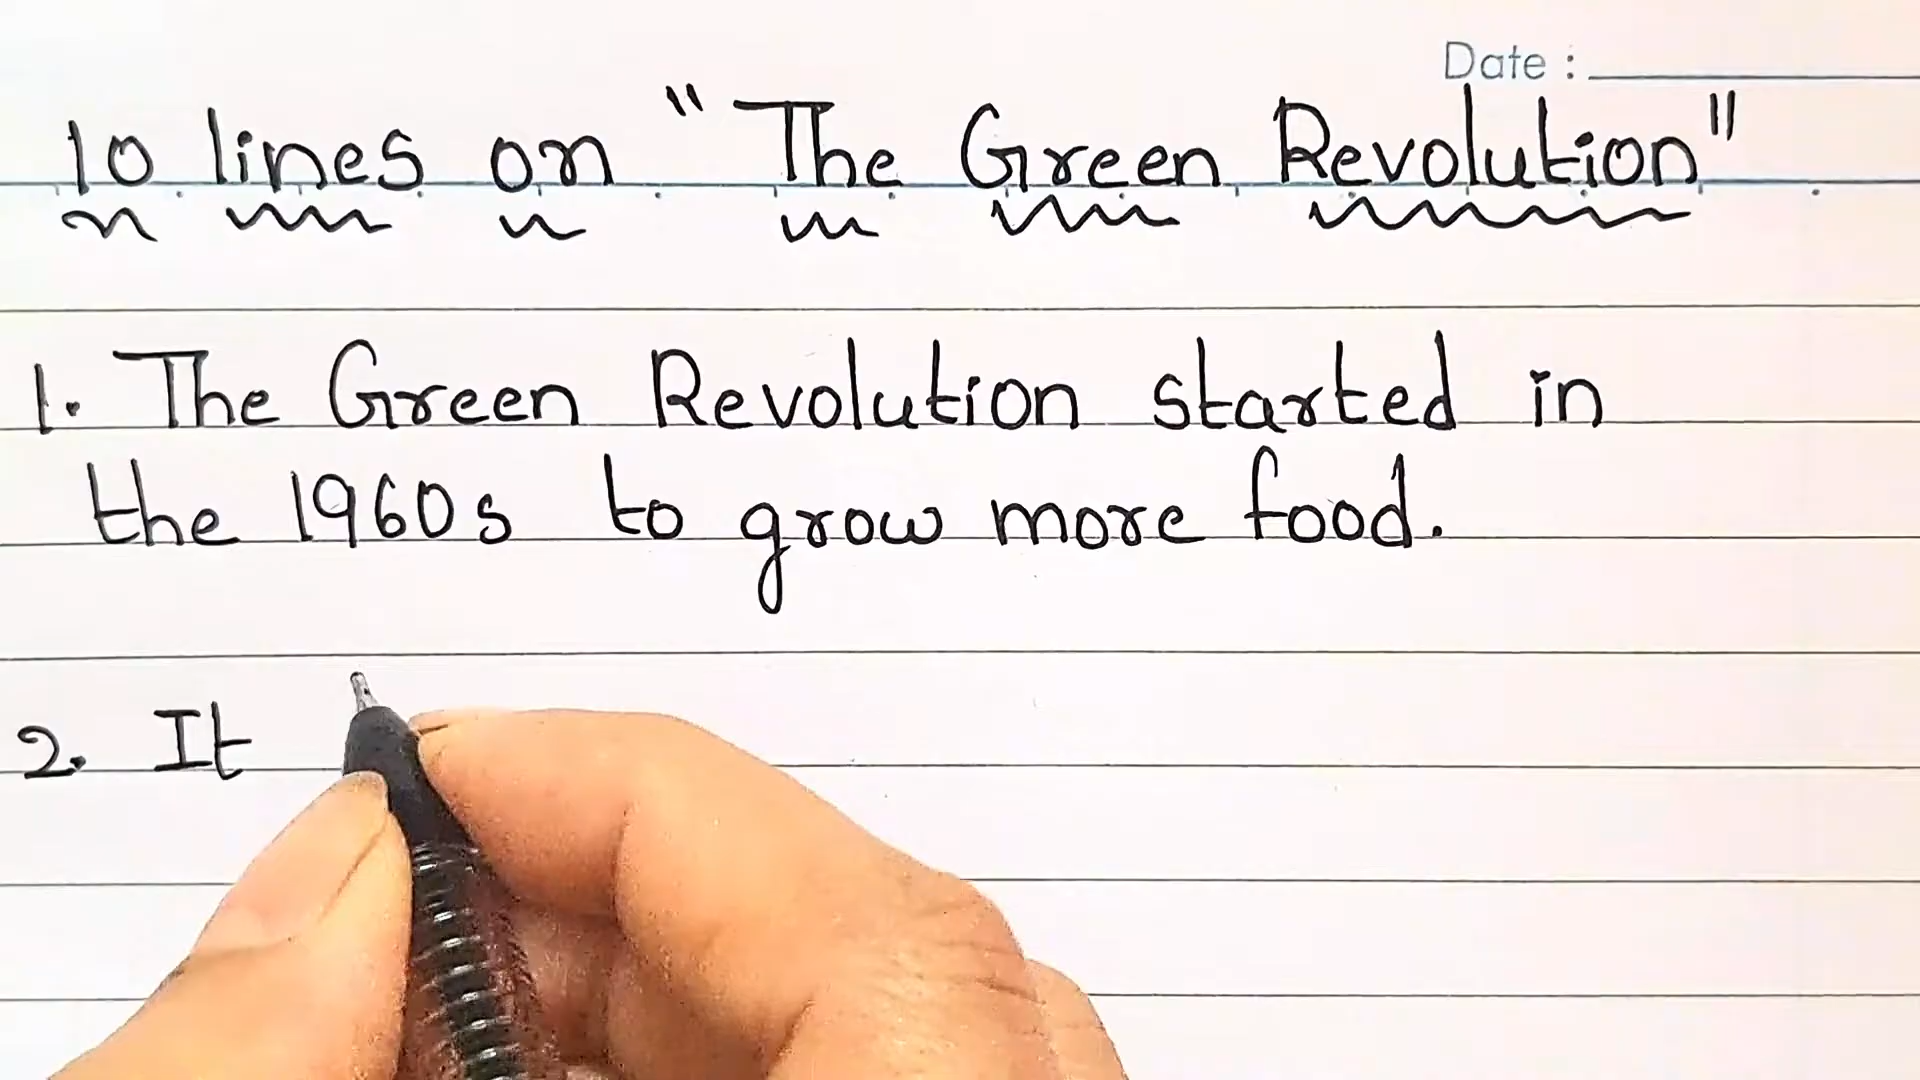 Date :
10 lines on "The Green Revolution"
1. The Green Revolution started in
the 1960s to grow more food.
2. It